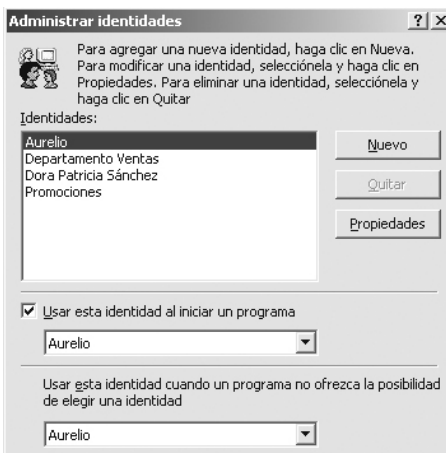 Administrar identidades
Para agregar una nueva identidad, haga clic en Nueva.
Para modificar una identidad, selecciónela y haga clic en
Propiedades. Para eliminar una identidad, selecciónela y
haga clic en Quitar
Identidades:
Aurelio
Departamento Ventas
Dora Patricia Sánchez
Promociones
Nuevo
Quitar
Propiedades
Usar esta identidad al iniciar un programa
Aurelio
Usar esta identidad cuando un programa no ofrezca la posibilidad
de elegir una identidad
Aurelio